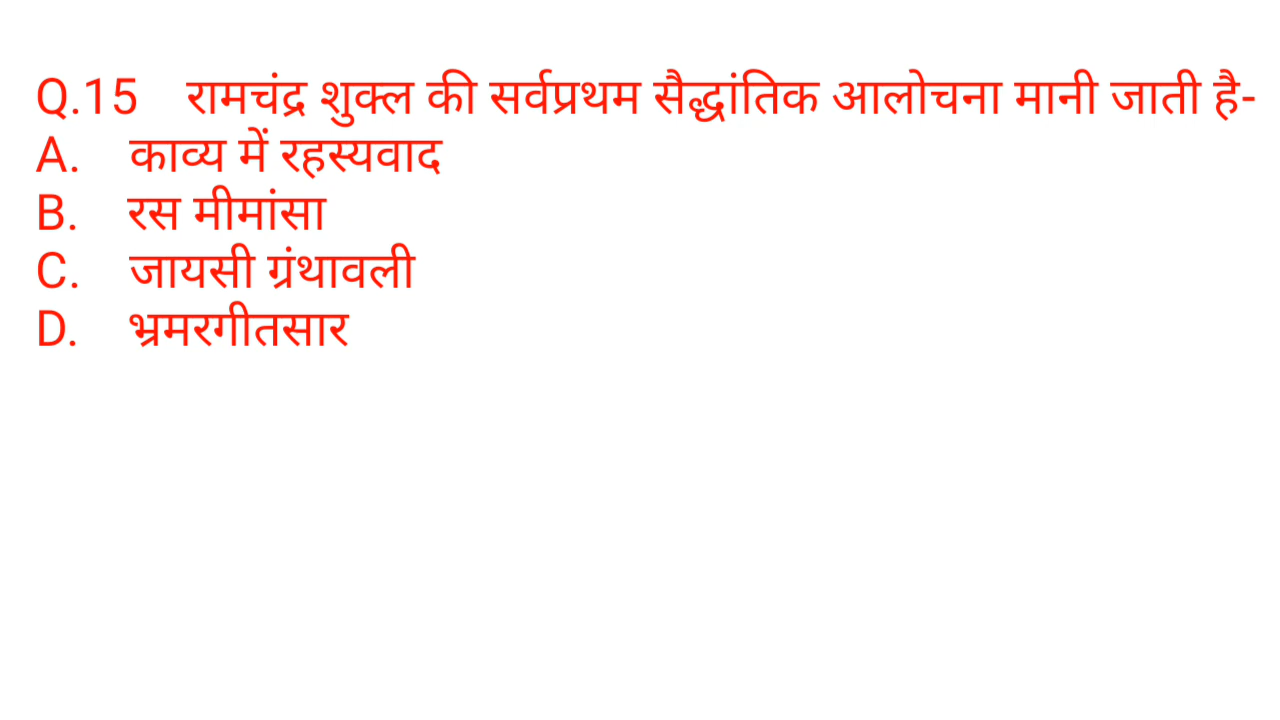 Q.15 रामचंद्र शुक्ल की सर्वप्रथम सैद्धांतिक आलोचना मानी जाती है-
A. काव्य में रहस्यवाद
B. रस मीमांसा
C. जायसी ग्रंथावली
D. भ्रमरगीतसार